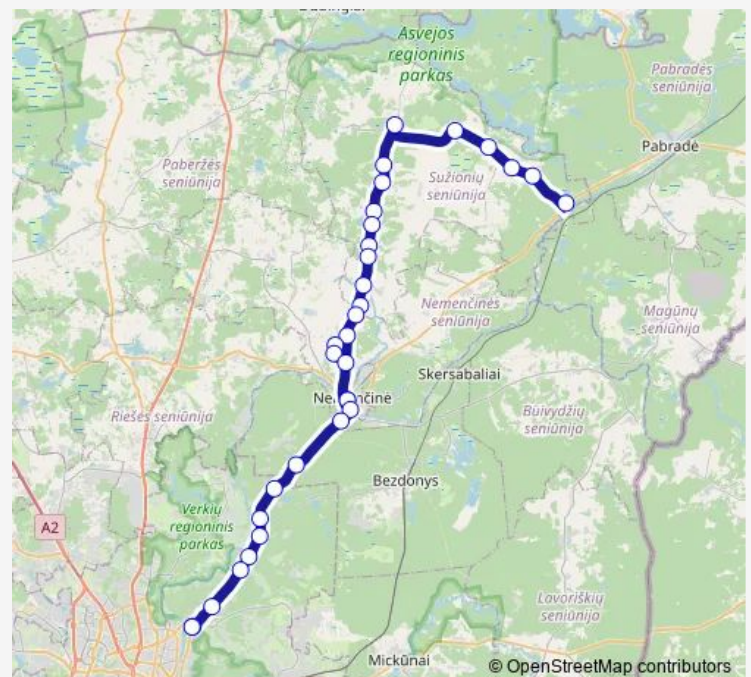 Asvejos
regioninis
parkas
Pabradės
seniūnija
Pabradė
Paberžės
seniūnija
Sužionių
seniūnija
Nemenčinės
seniūnija
Magūnų
seniūnija
Skersabaliai
Riešės seniūnija
Buivydžių
seniūnija
Bezdonys
Verkių
regioninis
parkas
A2
Lavoriškių
seniūnija
Mickūnai
© OpenStreetMap contributors